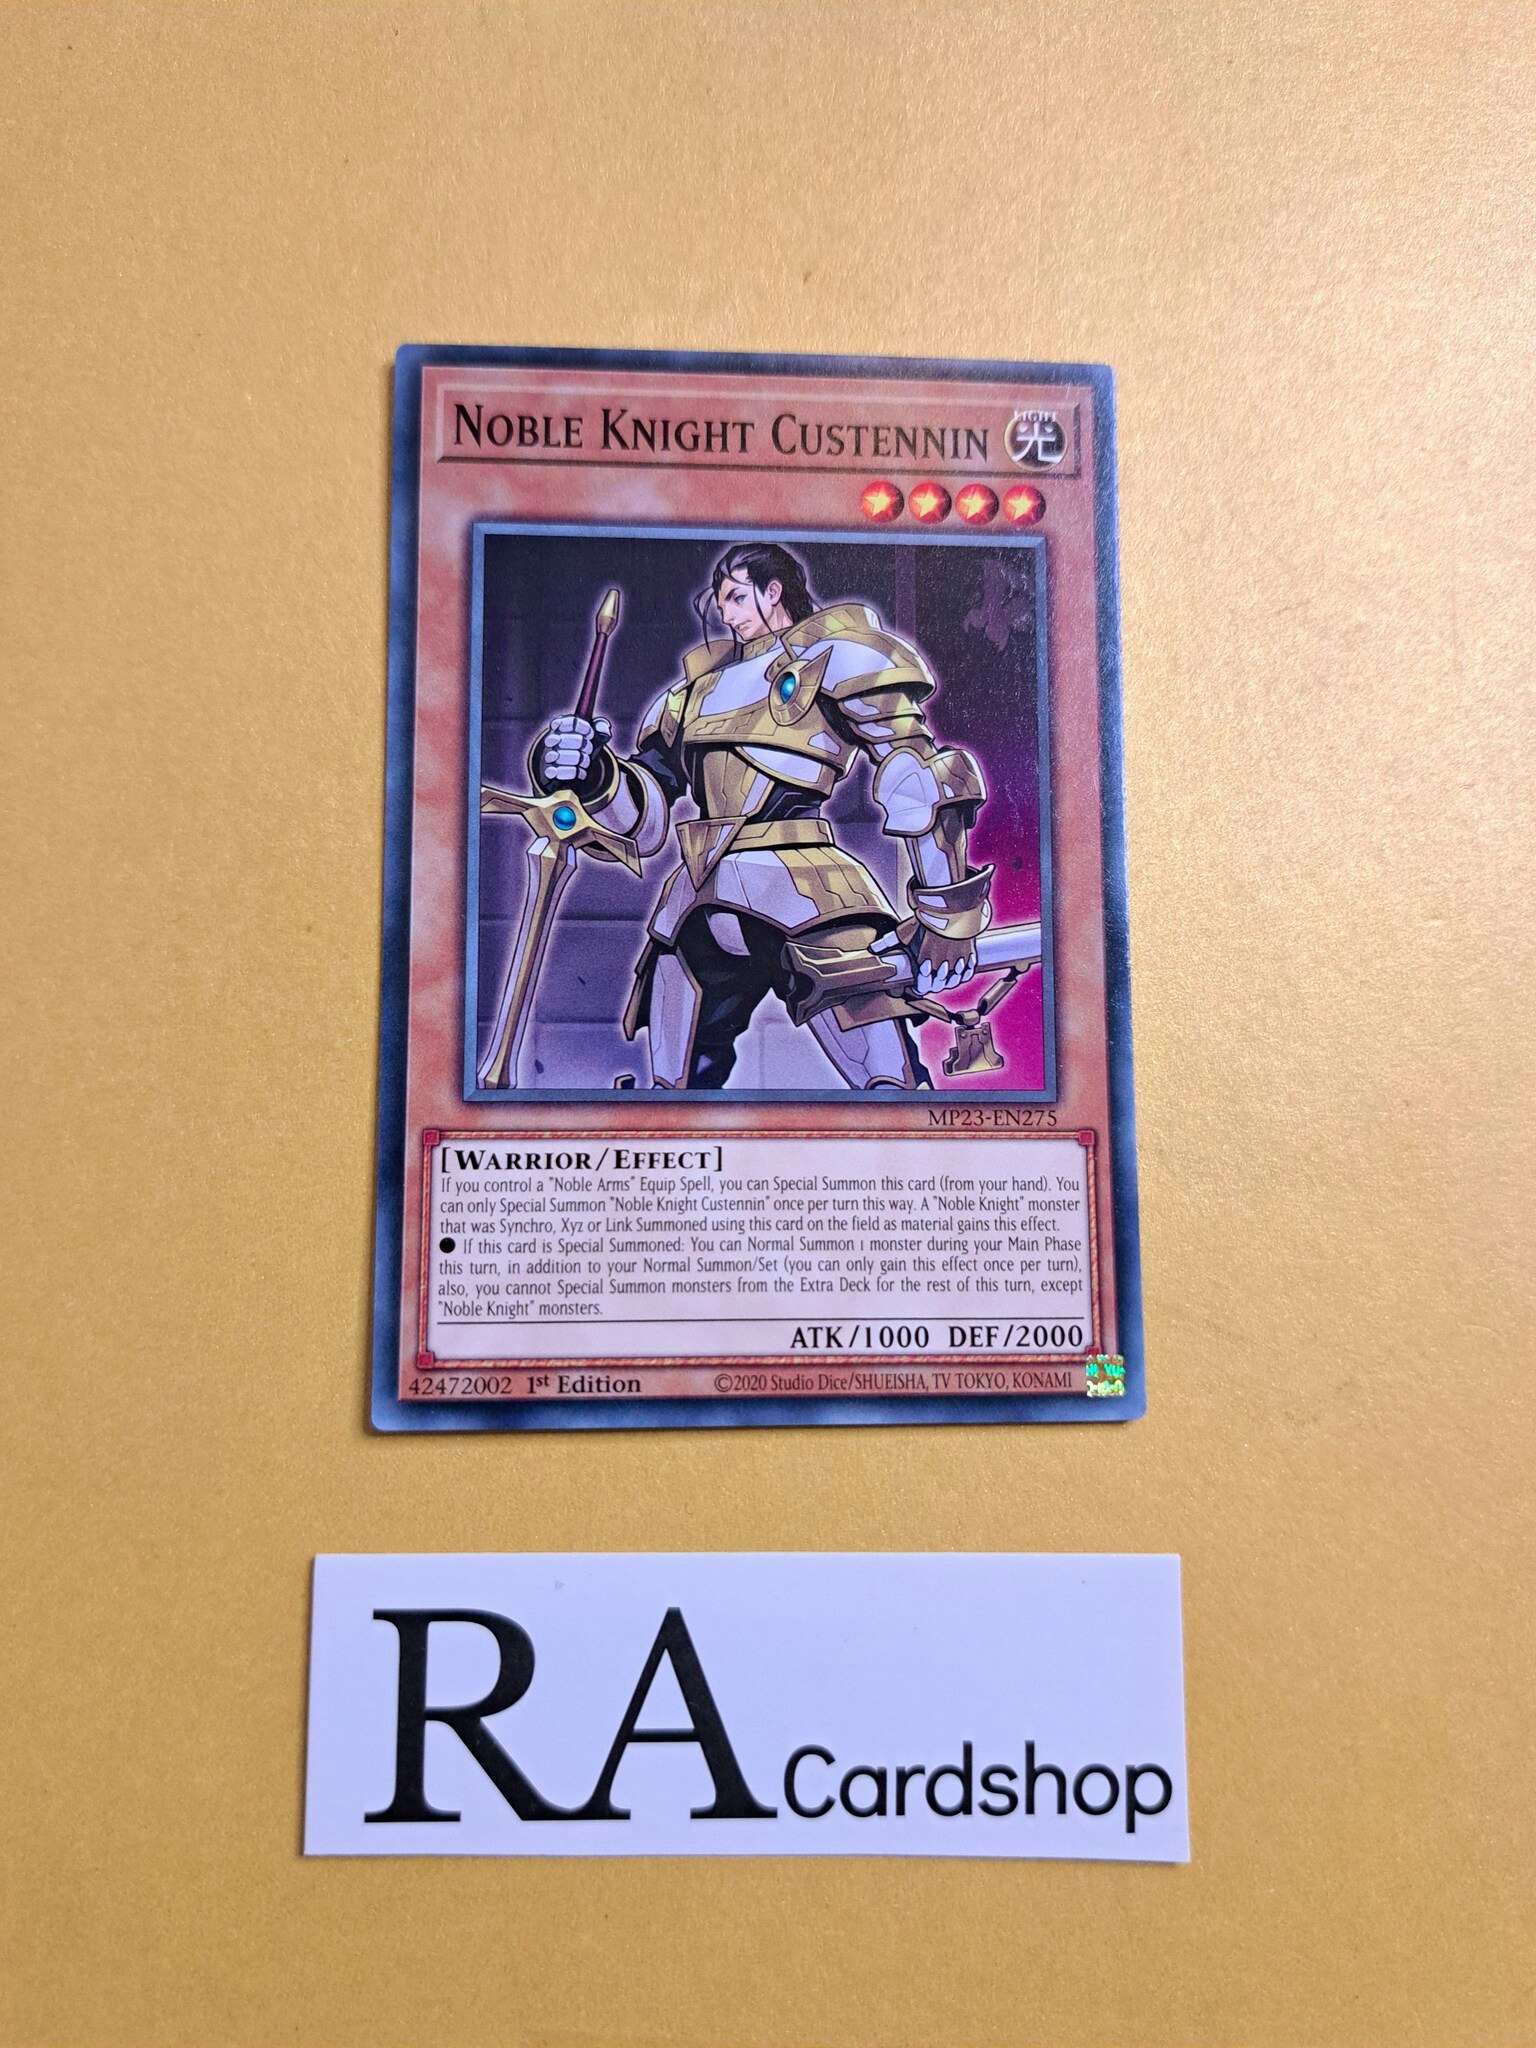 NOBLE KNIGHT CUSTENNIN
LIGHT
光
MP23-EN275
[WARRIOR/EFFECT]
If you control a "Noble Arms" Equip Spell, you can Special Summon this card (from your hand). You
can only Special Summon "Noble Knight Custennin" once per turn this way. A "Noble Knight" monster
that was Synchro, Xyz or Link Summoned using this card on the field as material gains this effect.
● If this card is Special Summoned: You can Normal Summon 1 monster during your Main Phase
this turn, in addition to your Normal Summon/Set (you can only gain this effect once per turn),
also, you cannot Special Summon monsters from the Extra Deck for the rest of this turn, except
"Noble Knight" monsters.
ATK/1000 DEF/2000
42472002 1st Edition ©2020 Studio Dice/SHUEISHA, TV TOKYO, KONAMI
RA Cardshop